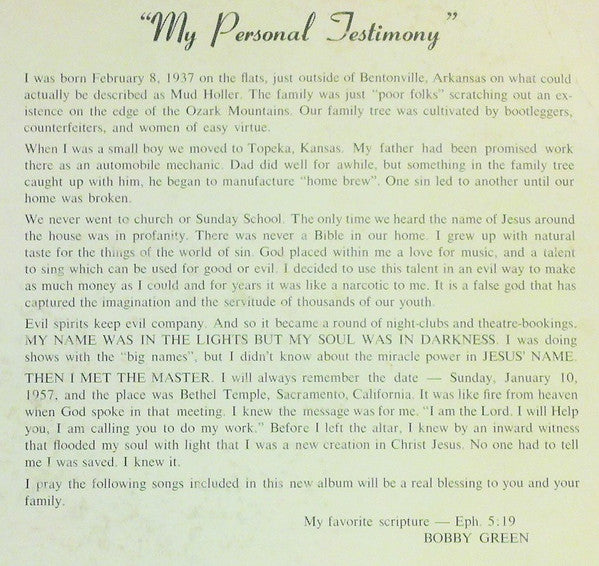 "My Personal Testimony"
I was born February 8, 1937 on the flats, just outside of Bentonville, Arkansas on what could
actually be described as Mud Holler. The family was just "poor folks" scratching out an ex-
istence on the edge of the Ozark Mountains. Our family tree was cultivated by bootleggers,
counterfeiters, and women of easy virtue.
When I was a small boy we moved to Topeka, Kansas. My father had been promised work
there as an automobile mechanic. Dad did well for awhile, but something in the family tree
caught up with him, he began to manufacture "home brew". One sin led to another until our
home was broken.
We never went to church or Sunday School. The only time we heard the name of Jesus around
the house was in profanity. There was never a Bible in our home. I grew up with natural
taste for the things of the world of sin. God placed within me a love for music, and a talent
to sing which can be used for good or evil. I decided to use this talent in an evil way to make
as much money as I could and for years it was like a narcotic to me. It is a false god that has
captured the imagination and the servitude of thousands of our youth.
Evil spirits keep evil company. And so it became a round of night-clubs and theatre-bookings.
MY NAME WAS IN THE LIGHTS BUT MY SOUL WAS IN DARKNESS. I was doing
shows with the "big names", but I didn't know about the miracle power in JESUS' NAME.
THEN I MET THE MASTER. I will always remember the date — Sunday, January 10,
1957, and the place was Bethel Temple, Sacramento, California. It was like fire from heaven
when God spoke in that meeting. I knew the message was for me. "I am the Lord. I will Help
you, I am calling you to do my work." Before I left the altar, I knew by an inward witness
that flooded my soul with light that I was a new creation in Christ Jesus. No one had to tell
me I was saved. I knew it.
I pray the following songs included in this new album will be a real blessing to you and your
family.
My favorite scripture — Eph. 5:19
BOBBY GREEN